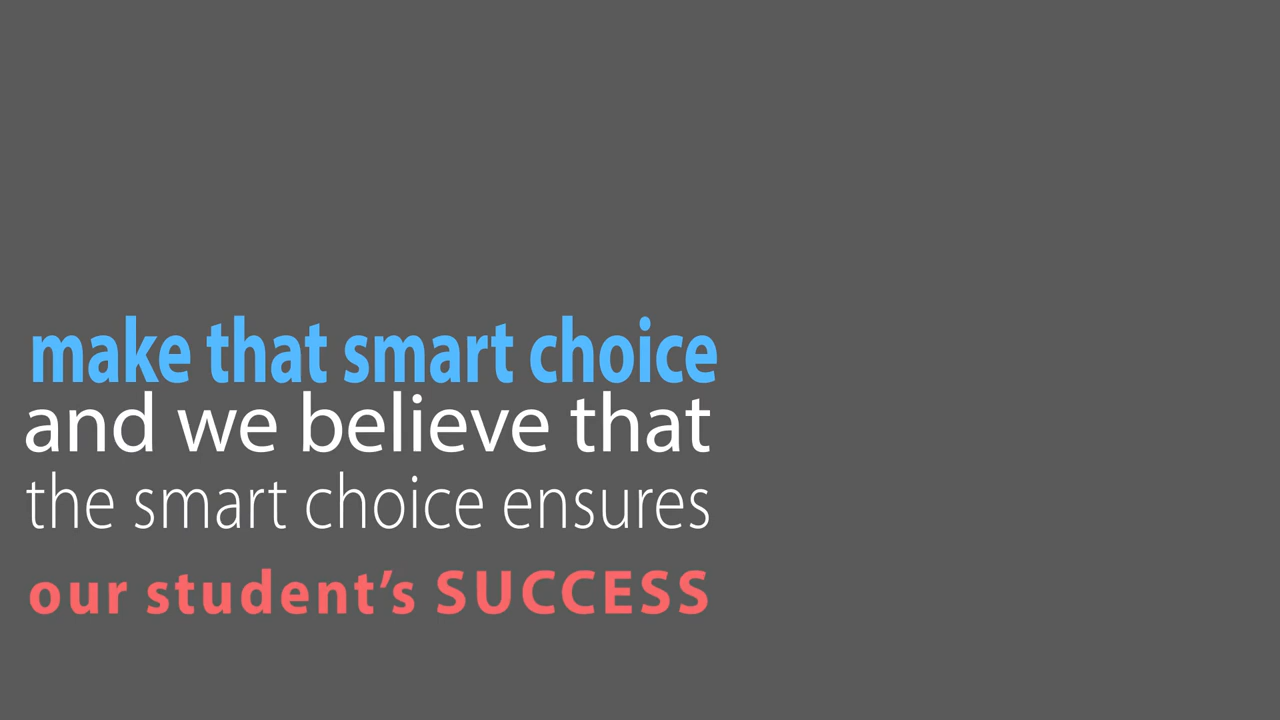 make that smart choice
and we believe that
the smart choice ensures
our student’s SUCCESS